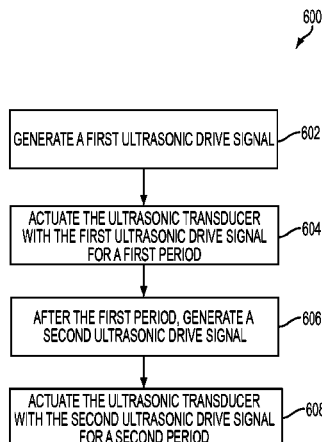 600
GENERATE A FIRST ULTRASONIC DRIVE SIGNAL
602
ACTUATE THE ULTRASONIC TRANSDUCER
WITH THE FIRST ULTRASONIC DRIVE SIGNAL
FOR A FIRST PERIOD
604
AFTER THE FIRST PERIOD, GENERATE A
SECOND ULTRASONIC DRIVE SIGNAL
606
ACTUATE THE ULTRASONIC TRANSDUCER
WITH THE SECOND ULTRASONIC DRIVE SIGNAL
FOR A SECOND PERIOD
608